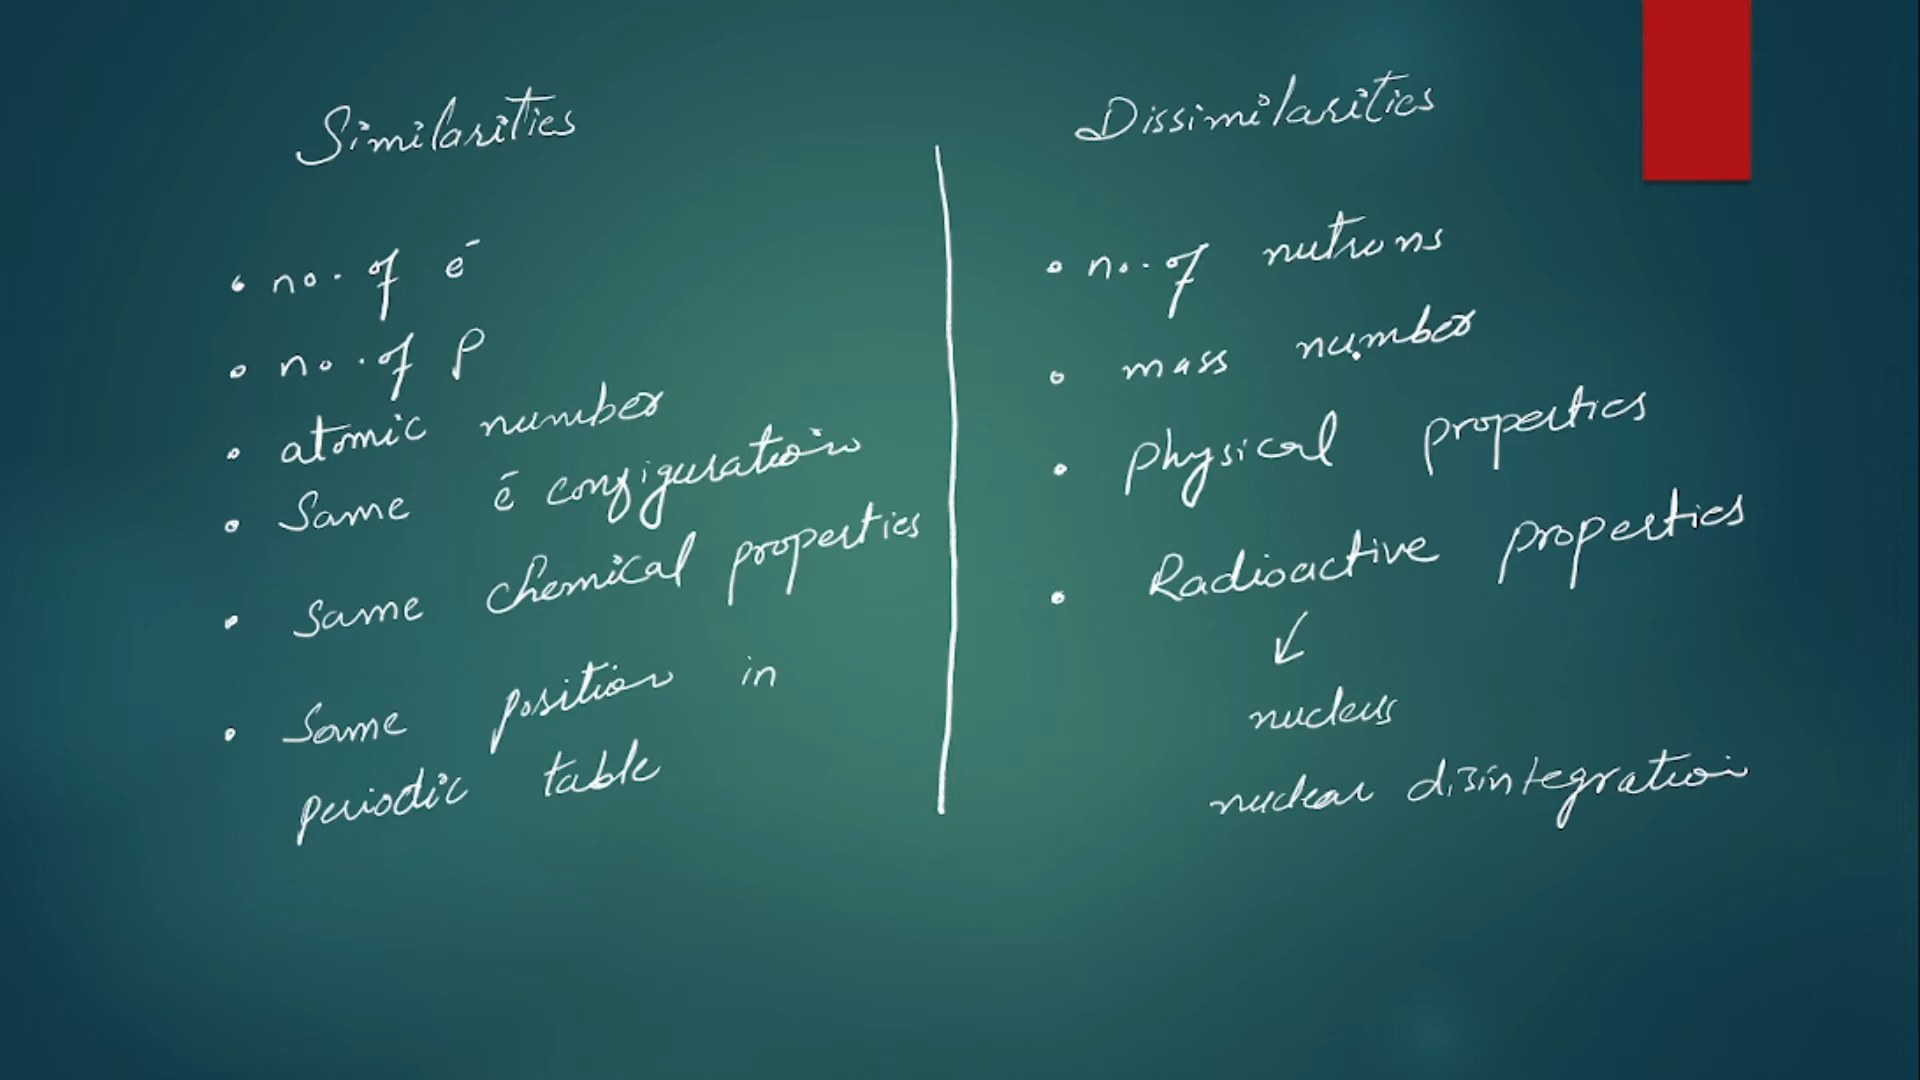 Similarities
• no. of e̅
• no. of p
• atomic number
• Same e̅ configuration
• Same chemical properties
• Same position in
periodic table
Dissimilarities
• no. of nutrons
• mass number
• physical properties
• Radioactive properties
↙
nucleus
nuclear disintegration